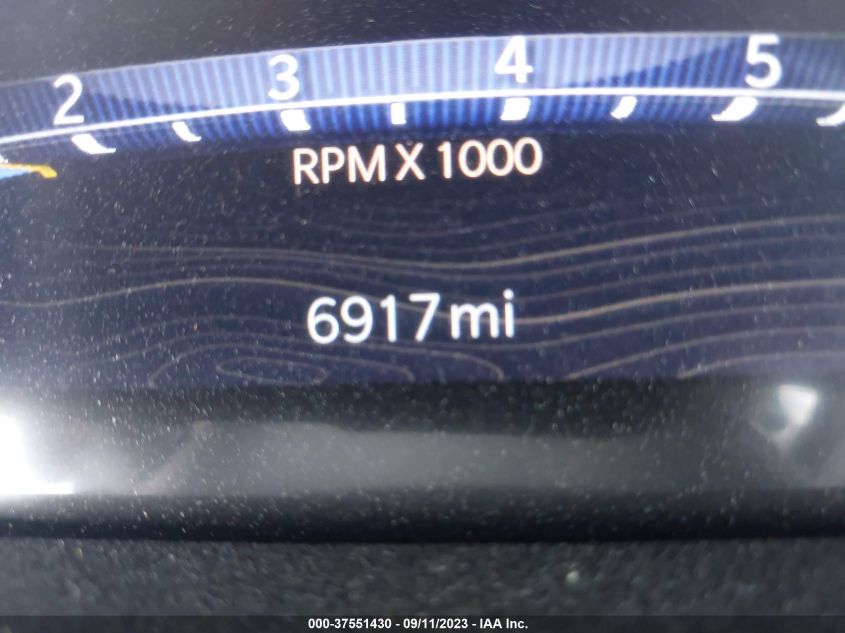 2 3 4 5
RPM X 1000
6917 mi
000-37551430 - 09/11/2023 - IAA Inc.